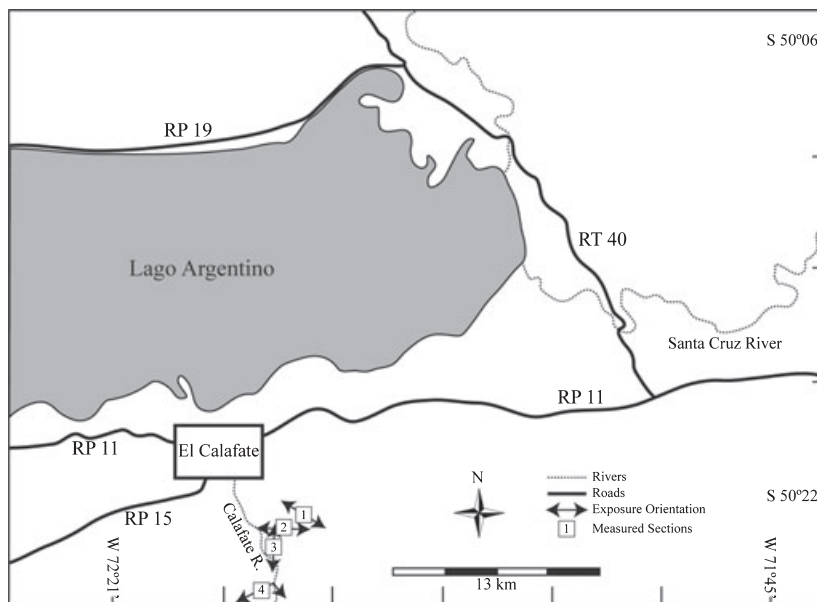 S 50º06
RP 19
RT 40
Lago Argentino
Santa Cruz River
RP 11
RP 11
El Calafate
RP 15
Calafate R.
1
2
3
4
N
Rivers
Roads
Exposure Orientation
1 Measured Sections
S 50º22
W 72º21'
W 71º45'
13 km